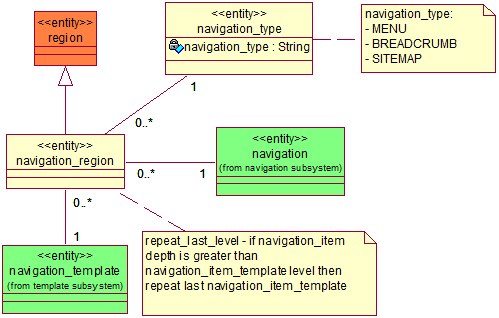 <<entity>>
region
<<entity>>
navigation_type
navigation_type : String
navigation_type:
- MENU
- BREADCRUMB
- SITEMAP
1
0..*
<<entity>>
navigation_region
0..*
1
<<entity>>
navigation
(from navigation subsystem)
0..*
1
<<entity>>
navigation_template
(from template subsystem)
repeat_last_level - if navigation_item
depth is greater than
navigation_item_template level then
repeat last navigation_item_template